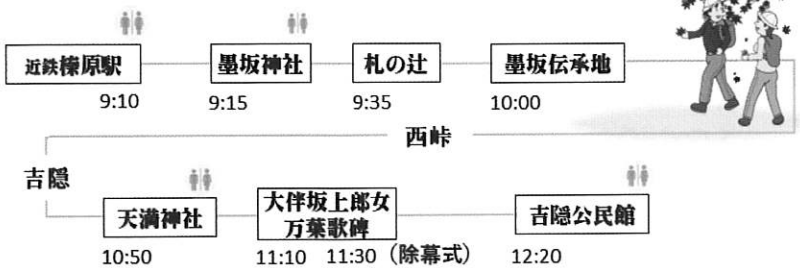 近鉄榛原駅 墨坂神社 札の辻 墨坂伝承地
9:10 9:15 9:35 10:00
西峠
吉隠
天満神社 大伴坂上郎女 吉隠公民館
万葉歌碑
10:50 11:10 11:30（除幕式） 12:20